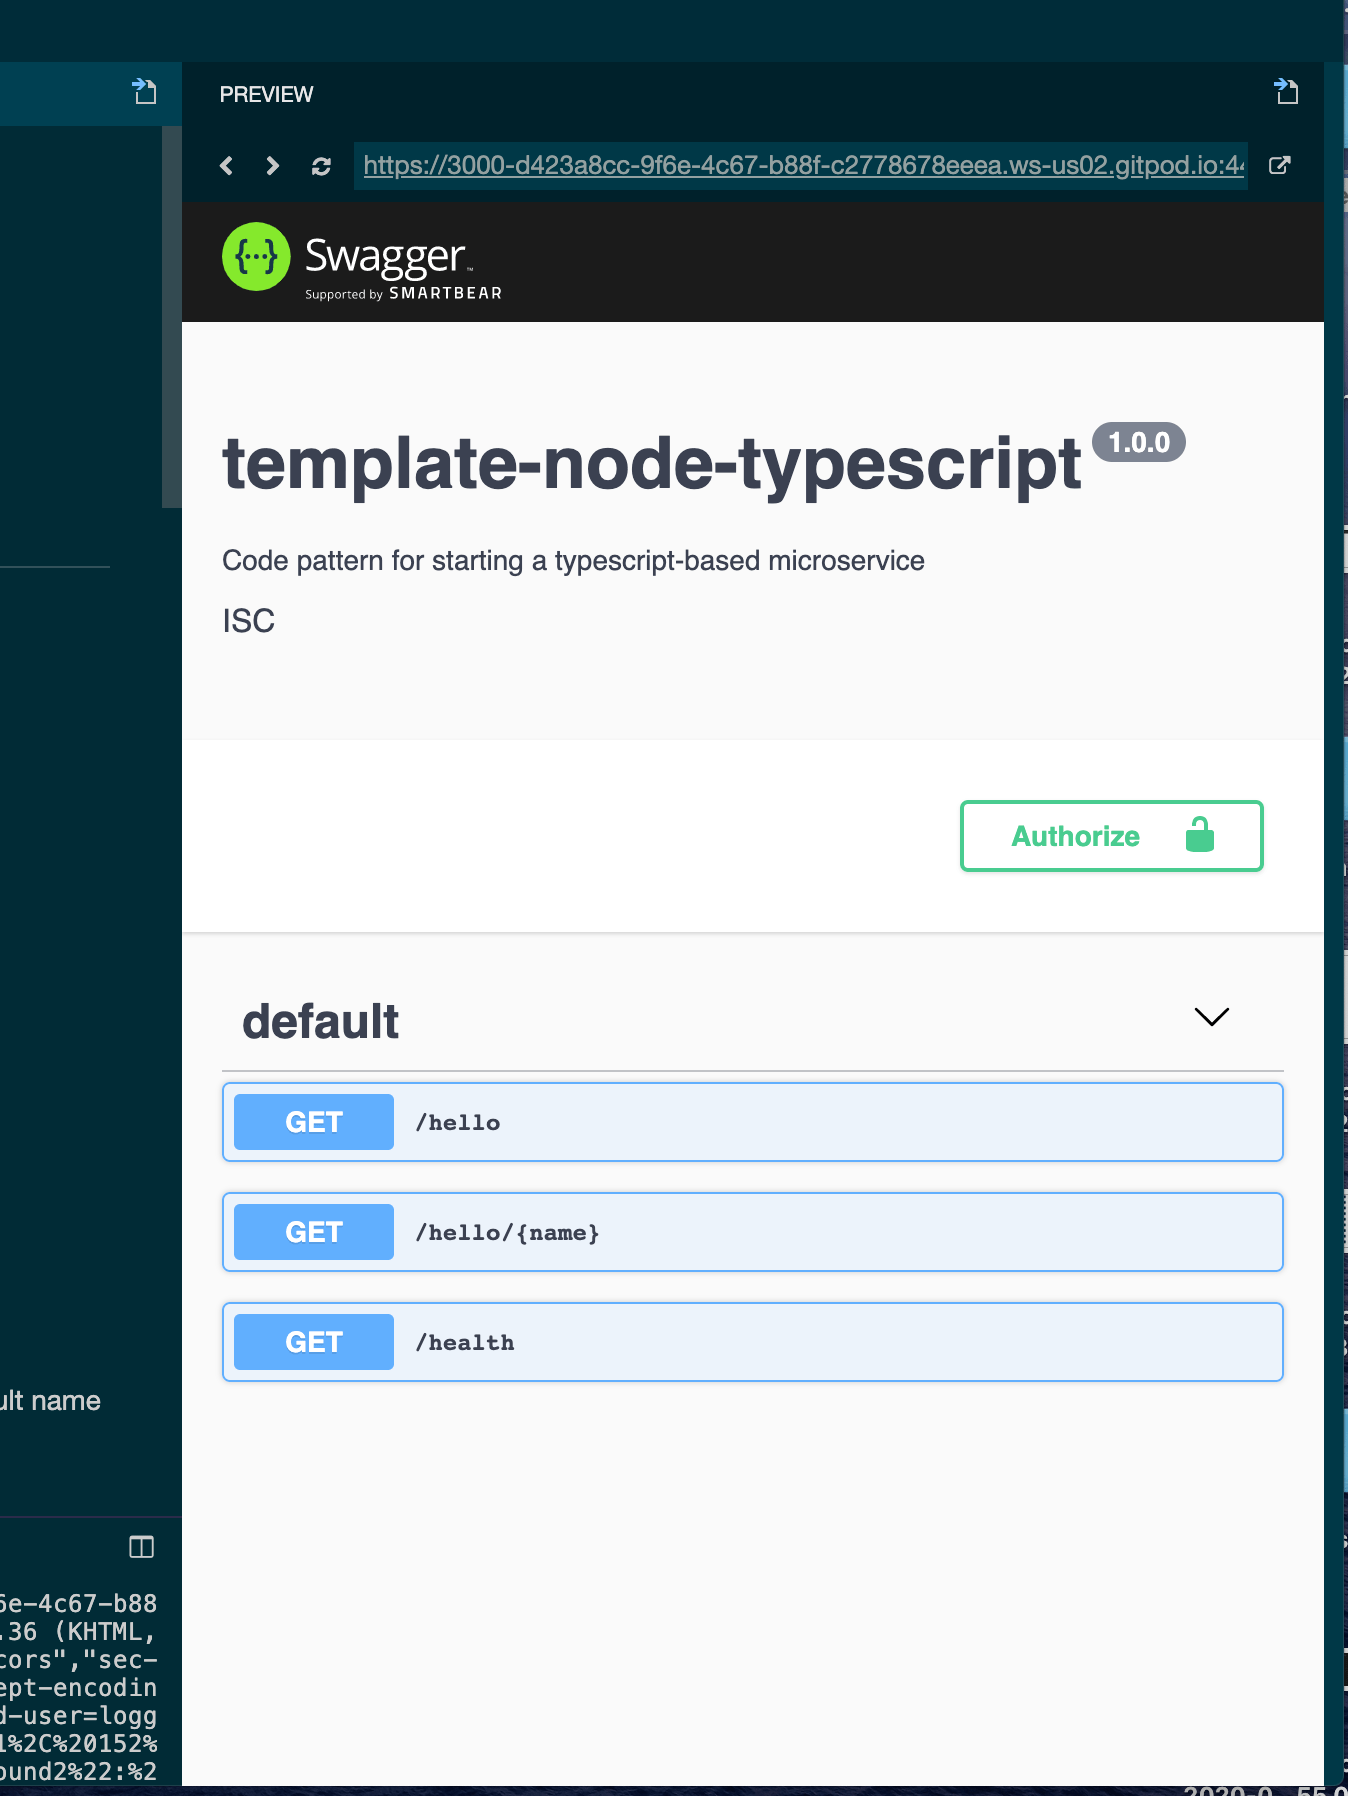 PREVIEW
https://3000-d423a8cc-9f6e-4c67-b88f-c2778678eeea.ws-us02.gitpod.io:4
{···} Swagger™
Supported by SMARTBEAR
template-node-typescript 1.0.0
Code pattern for starting a typescript-based microservice
ISC
Authorize
default
GET /hello
GET /hello/{name}
GET /health
ult name
6e-4c67-b88
.36 (KHTML,
cors","sec-
ept-encodin
d-user=logg
1%2C%20152%
ound2%22:%2